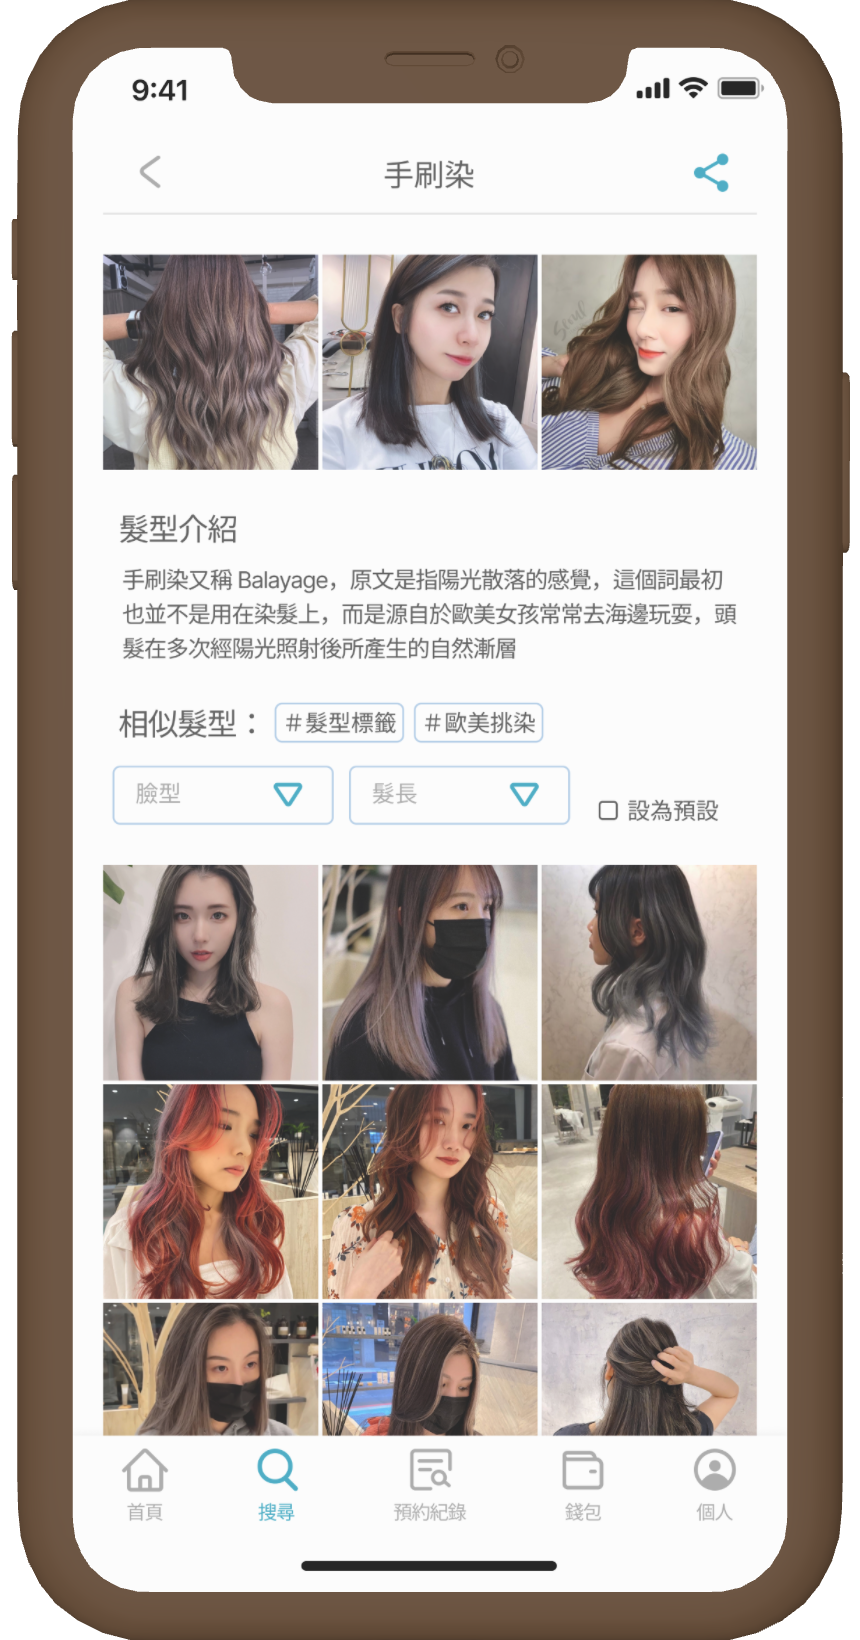 9:41
手刷染
髮型介紹
手刷染又稱 Balayage，原文是指陽光散落的感覺，這個詞最初
也並不是用在染髮上，而是源自於歐美女孩常常去海邊玩耍，頭
髮在多次經陽光照射後所產生的自然漸層
相似髮型：
#髮型標籤
#歐美挑染
臉型
髮長
設為預設
首頁
搜尋
預約紀錄
錢包
個人